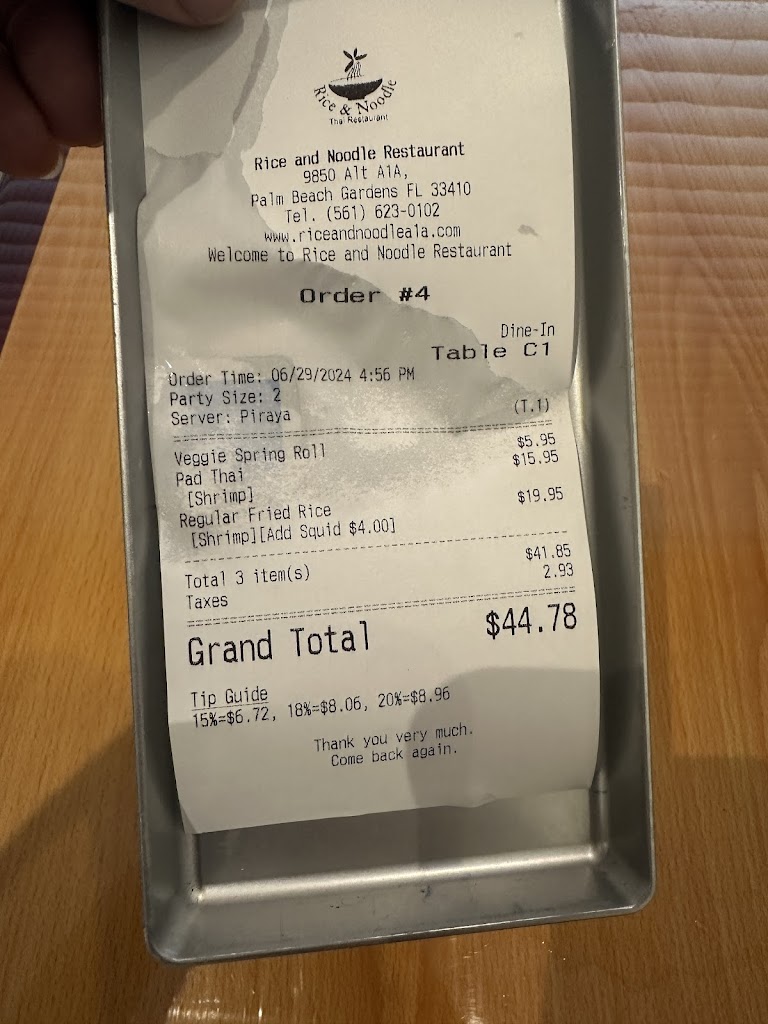 Rice & Noodle
Thai Restaurant
Rice and Noodle Restaurant
9850 Alt A1A,
Palm Beach Gardens FL 33410
Tel. (561) 623-0102
www.riceandnoodlea1a.com
Welcome to Rice and Noodle Restaurant
Order #4
Dine-In
Table C1
Order Time: 06/29/2024 4:56 PM
Party Size: 2
Server: Piraya (T.1)
Veggie Spring Roll $5.95
Pad Thai $15.95
[Shrimp]
Regular Fried Rice $19.95
[Shrimp][Add Squid $4.00]
Total 3 item(s) $41.85
Taxes 2.93
Grand Total $44.78
Tip Guide
15%=$6.72, 18%=$8.06, 20%=$8.96
Thank you very much.
Come back again.